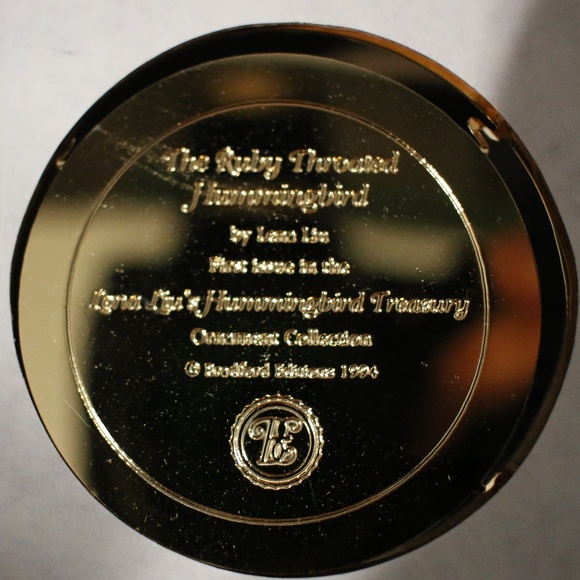 The Ruby Throated
Hummingbird
by Lena Liu
First issue in the
Lena Liu's Hummingbird Treasury
Ornament Collection
© Bradford Editions 1994
BE